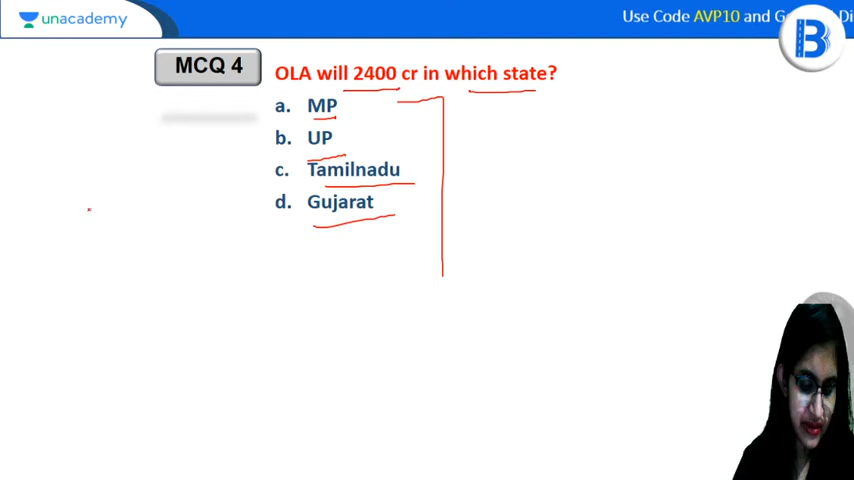 unacademy
Use Code AVP10 and G
Di
MCQ 4
OLA will 2400 cr in which state?
a. MP
b. UP
c. Tamilnadu
d. Gujarat